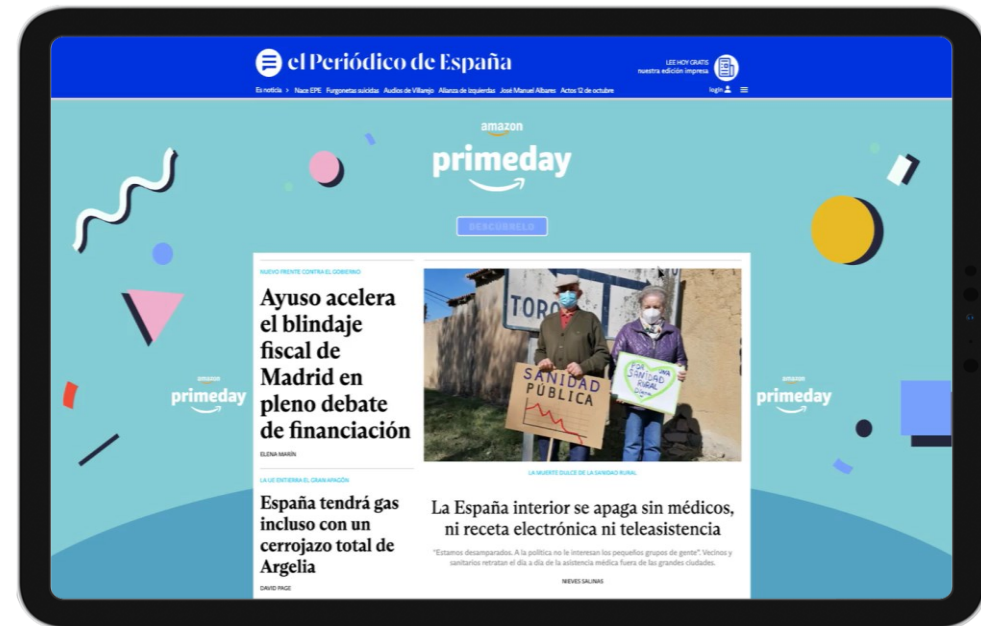 el Periódico de España
LEE HOY GRATIS
nuestra edición impresa
Es noticia > Nace EPE Furgonetas suicidas Audios de Villarejo Alianza de izquierdas José Manuel Albares Actos 12 de octubre
login
amazon
primeday
DESCÚBRELO
amazon
primeday
amazon
primeday
NUEVO FRENTE CONTRA EL GOBIERNO
Ayuso acelera
el blindaje
fiscal de
Madrid en
pleno debate
de financiación
ELENA MARÍN
LA UE ENTIERRA EL GRAN APAGÓN
España tendrá gas
incluso con un
cerrojazo total de
Argelia
DAVID PAGE
TORO
SANIDAD
PÚBLICA
POR UNA
SANIDAD
RURAL
DIGNA
LA MUERTE DULCE DE LA SANIDAD RURAL
La España interior se apaga sin médicos,
ni receta electrónica ni teleasistencia
"Estamos desamparados. A la política no le interesan los pequeños grupos de gente". Vecinos y
sanitarios retratan el día a día de la asistencia médica fuera de las grandes ciudades.
NIEVES SALINAS